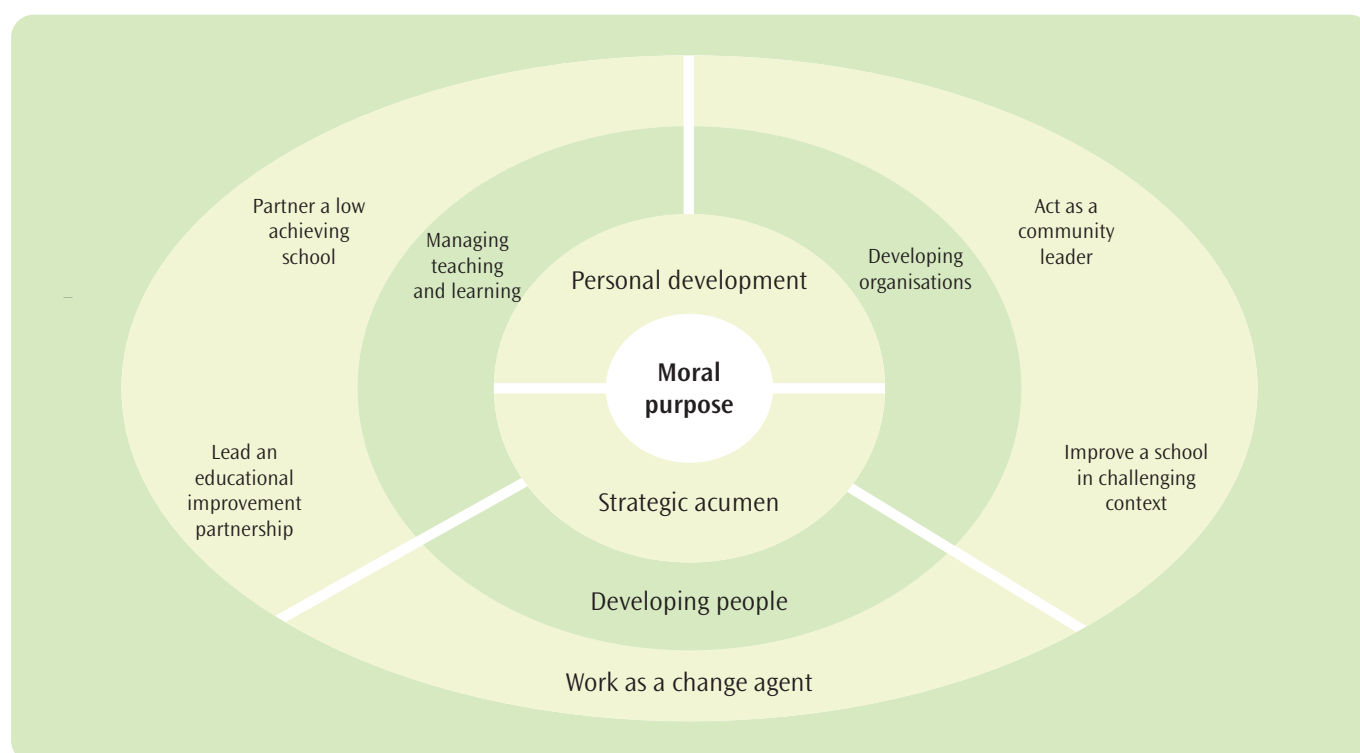 Partner a low
achieving
school
Act as a
community
leader
Managing
teaching
and learning
Developing
organisations
Personal development
Moral
purpose
Lead an
educational
improvement
partnership
Improve a school
in challenging
context
Strategic acumen
Developing people
Work as a change agent